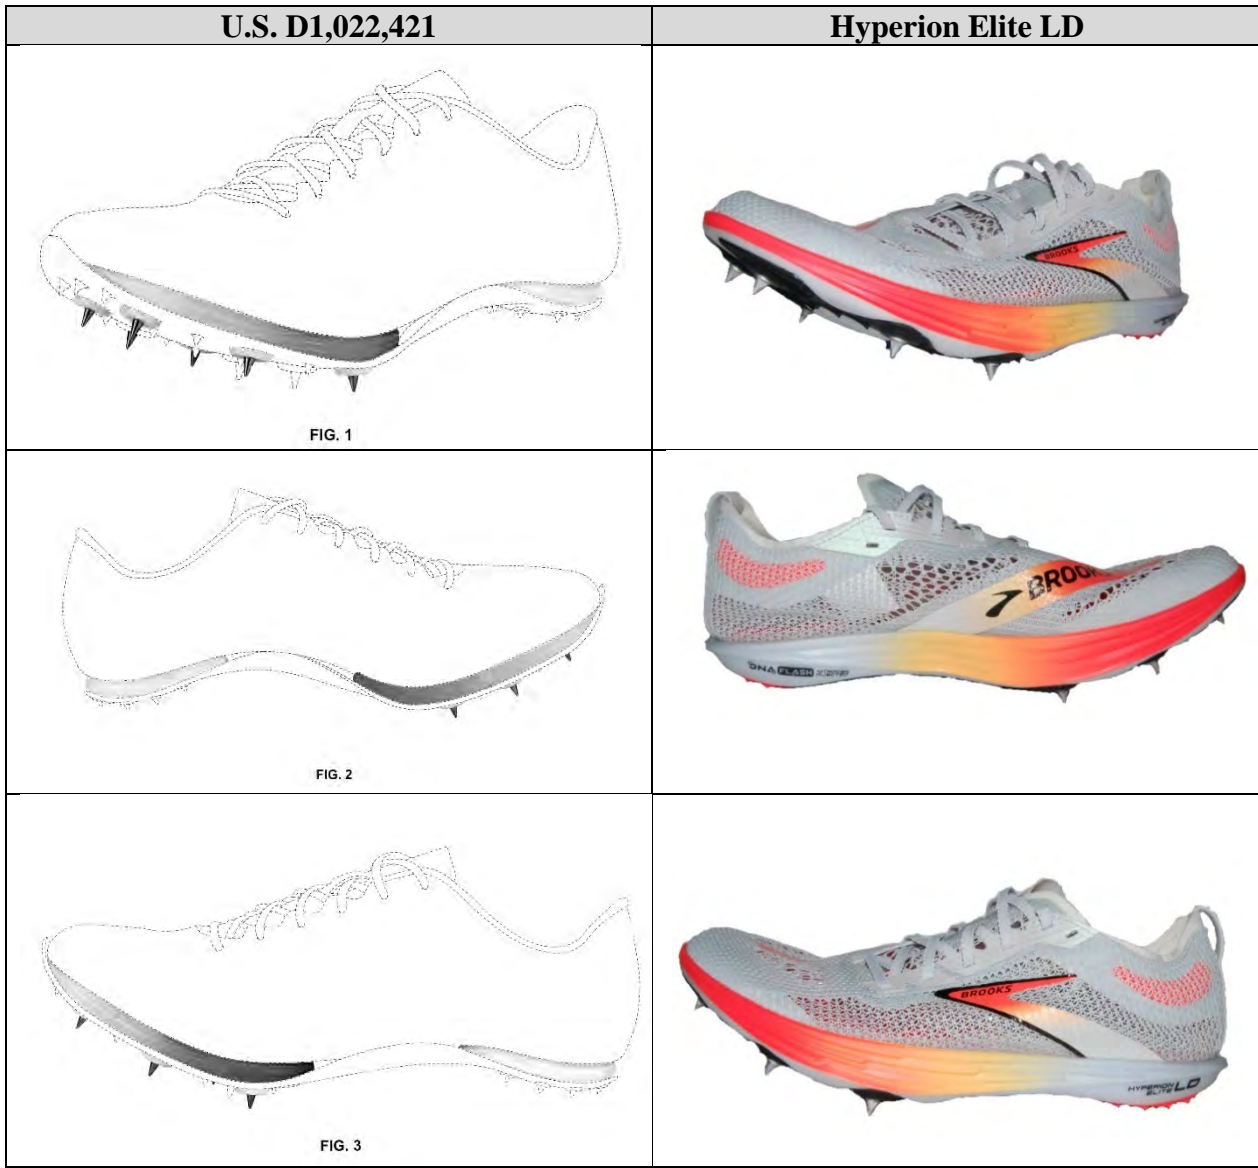 U.S. D1,022,421
Hyperion Elite LD
FIG. 1
BROOKS
FIG. 2
BROO
DNA FLASH
FIG. 3
BROOKS
HYPERION
ELITE LD